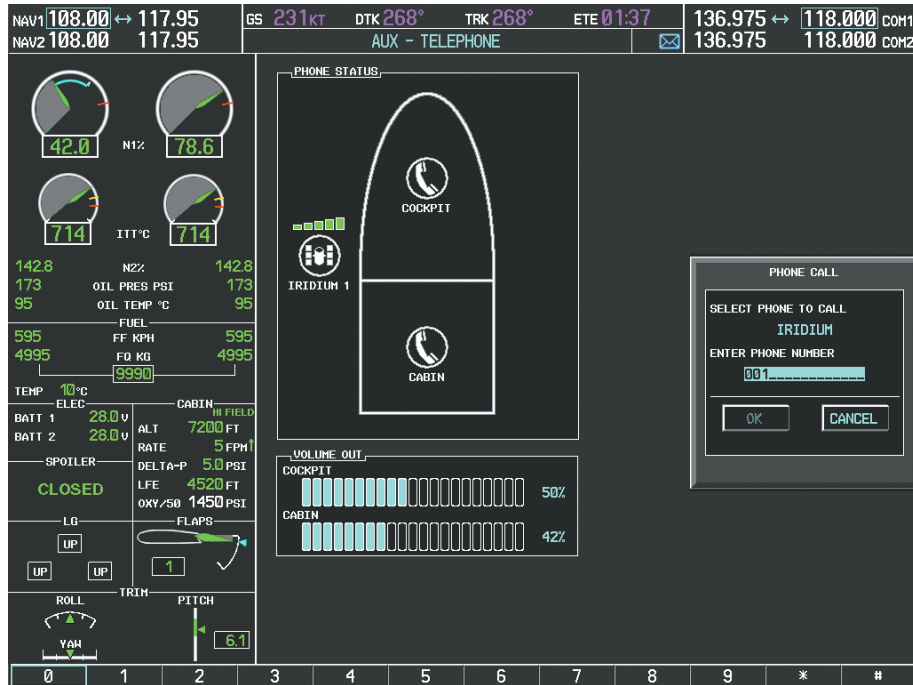 NAV1 108.00 ↔ 117.95
NAV2 108.00 117.95
GS 231KT DTK 268° TRK 268° ETE 01:37
AUX - TELEPHONE
136.975 ↔ 118.000 COM1
136.975 118.000 COM2
42.0 N1% 78.6
714 ITT°C 714
142.8 N2% 142.8
173 OIL PRES PSI 173
95 OIL TEMP °C 95
FUEL
595 FF KPH 595
4995 FQ KG 4995
9990
TEMP 10°C
ELEC
BATT 1 28.0 V
BATT 2 28.0 V
SPOILER
CLOSED
CABIN
HI FIELD
ALT 7200 FT
RATE 5 FPM↑
DELTA-P 5.0 PSI
LFE 4520 FT
OXY/50 1450 PSI
LG
UP
UP UP
FLAPS
1
TRIM
ROLL
YAW
PITCH
6.1
PHONE STATUS
COCKPIT
IRIDIUM 1
CABIN
VOLUME OUT
COCKPIT
50%
CABIN
42%
PHONE CALL
SELECT PHONE TO CALL
IRIDIUM
ENTER PHONE NUMBER
001_____________
OK CANCEL
0 1 2 3 4 5 6 7 8 9 * #